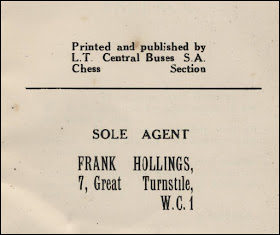 Printed and published by
L.T. Central Buses S.A.
Chess Section
SOLE AGENT
FRANK HOLLINGS,
7, Great Turnstile,
W.C.1